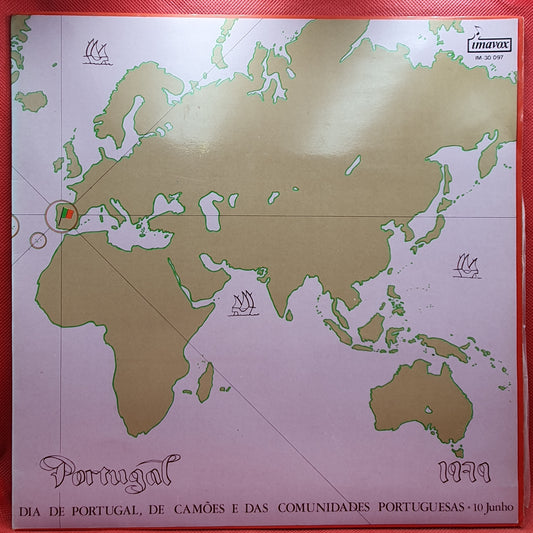 imavox
IM 30 097
Portugal 1979
DIA DE PORTUGAL, DE CAMÕES E DAS COMUNIDADES PORTUGUESAS · 10 Junho